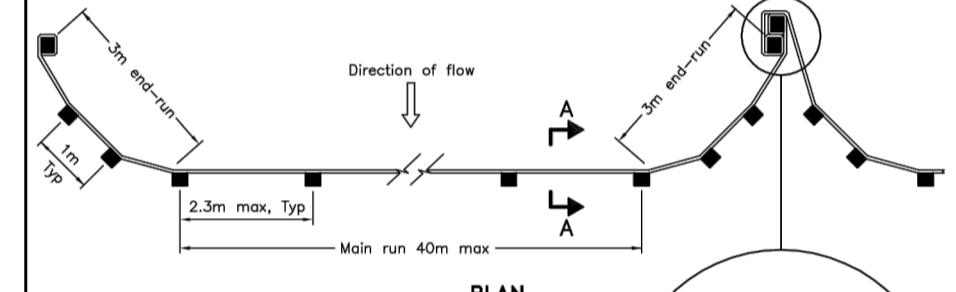 3m end-run
Direction of flow
3m end-run
A
1m
Typ
2.3m max, Typ
A
Main run 40m max
PLAN